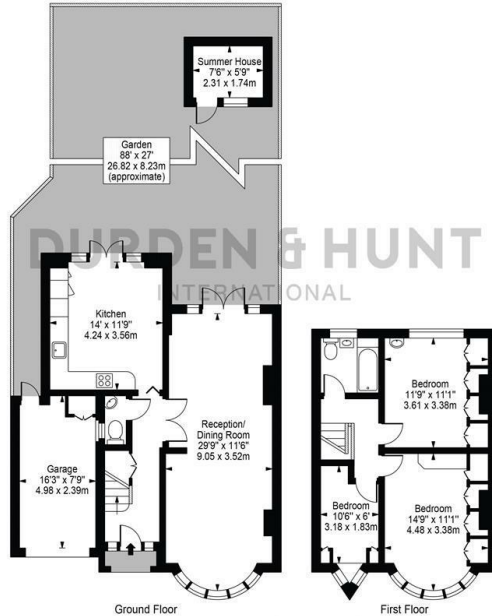 Summer House
7'6" x 5'9"
2.31 x 1.74m
Garden
88' x 27'
26.82 x 8.23m
(approximate)
DURDEN & HUNT
INTERNATIONAL
Kitchen
14' x 11'9"
4.24 x 3.56m
Reception/
Dining Room
29'9" x 11'6"
9.05 x 3.52m
Garage
16'3" x 7'9"
4.98 x 2.39m
Bedroom
11'9" x 11'1"
3.61 x 3.38m
Bedroom
10'6" x 6'
3.18 x 1.83m
Bedroom
14'9" x 11'1"
4.48 x 3.38m
Ground Floor
First Floor